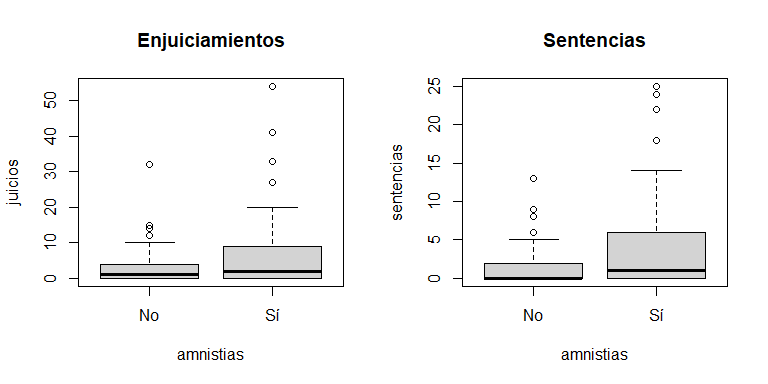 Enjuiciamientos
juicios
50
40
30
20
10
0
No
Sí
amnistias
Sentencias
sentencias
25
20
15
10
5
0
No
Sí
amnistias